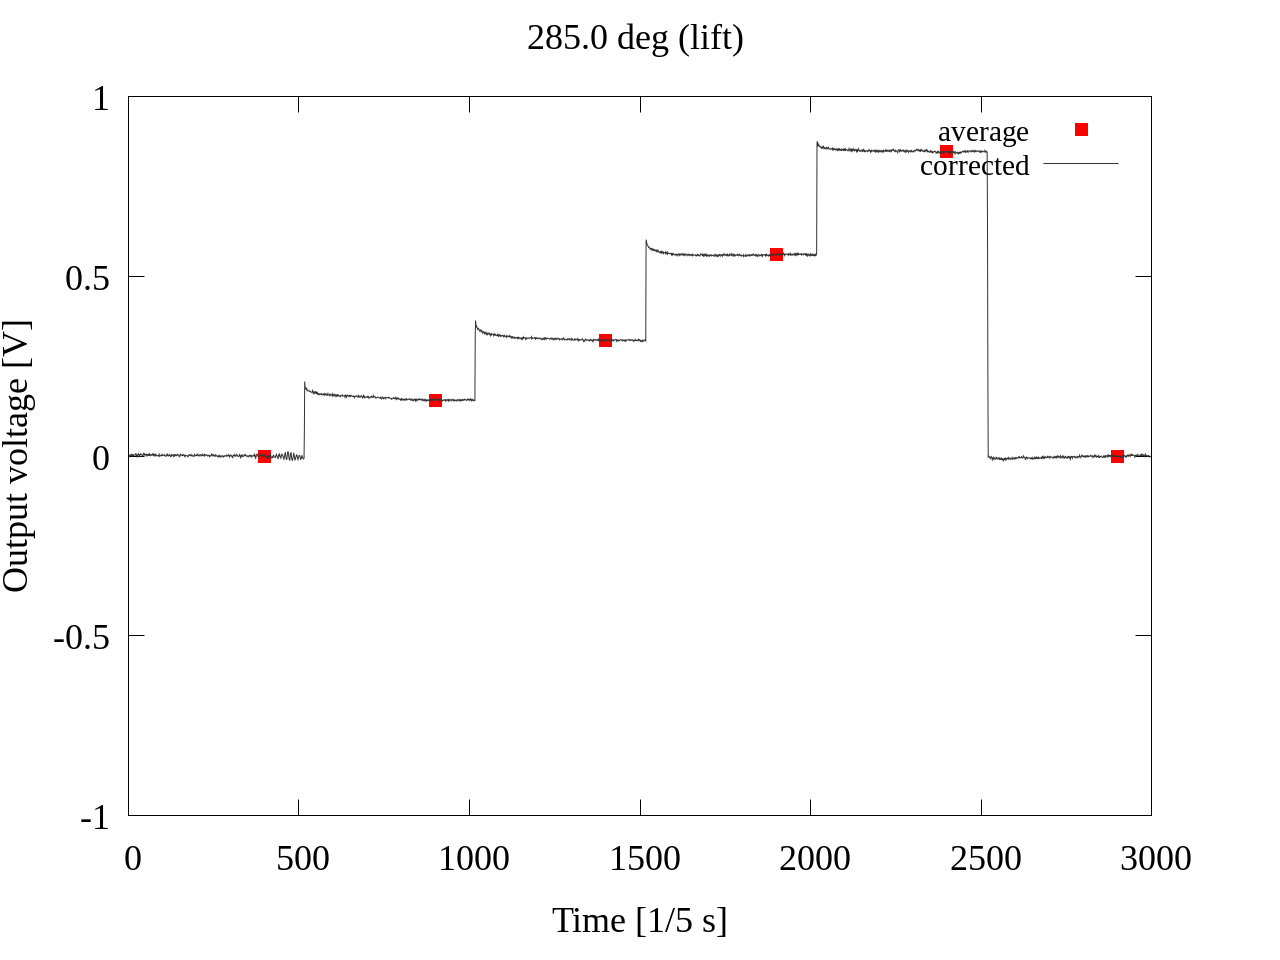 285.0 deg (lift)
1
average
corrected
0.5
0
-0.5
-1
Output voltage [V]
0 500 1000 1500 2000 2500 3000
Time [1/5 s]